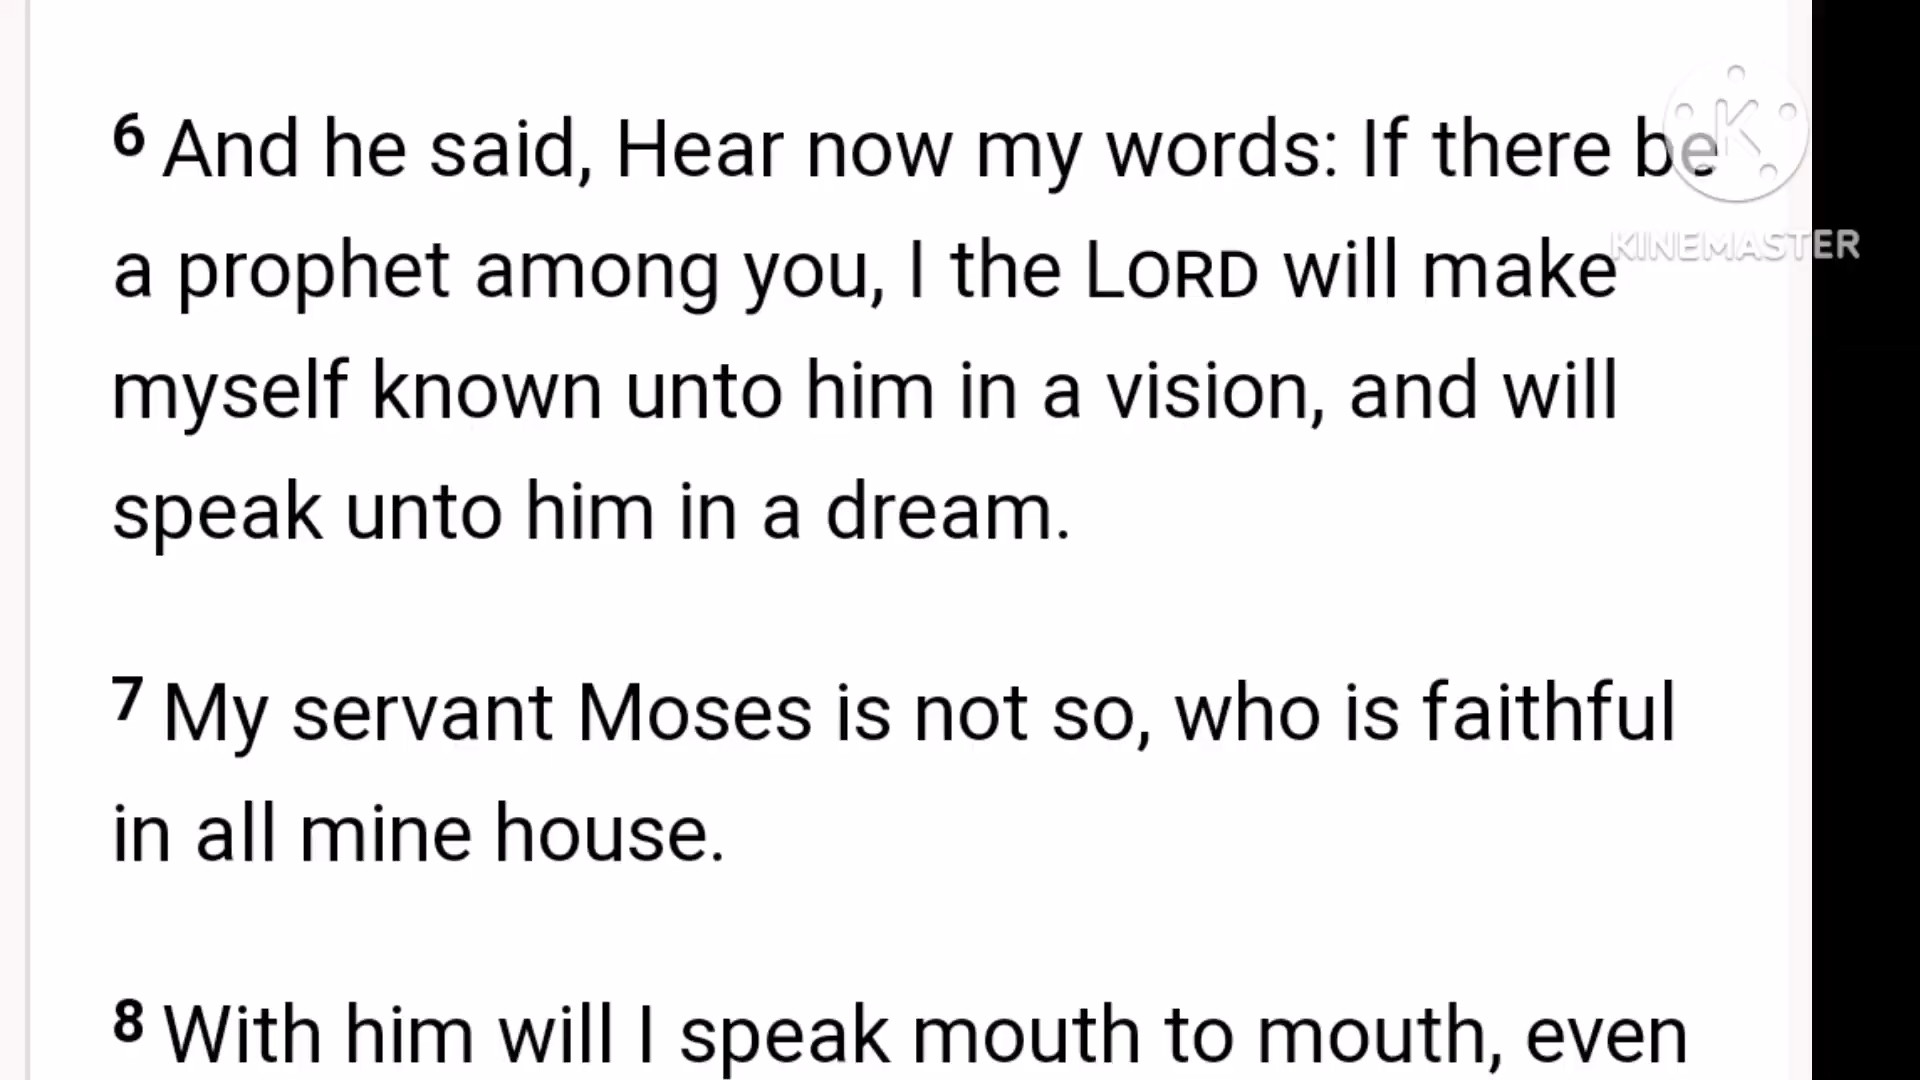 6 And he said, Hear now my words: If there be
a prophet among you, I the LORD will make
myself known unto him in a vision, and will
speak unto him in a dream.
7 My servant Moses is not so, who is faithful
in all mine house.
8 With him will I speak mouth to mouth, even
K
KINEMASTER